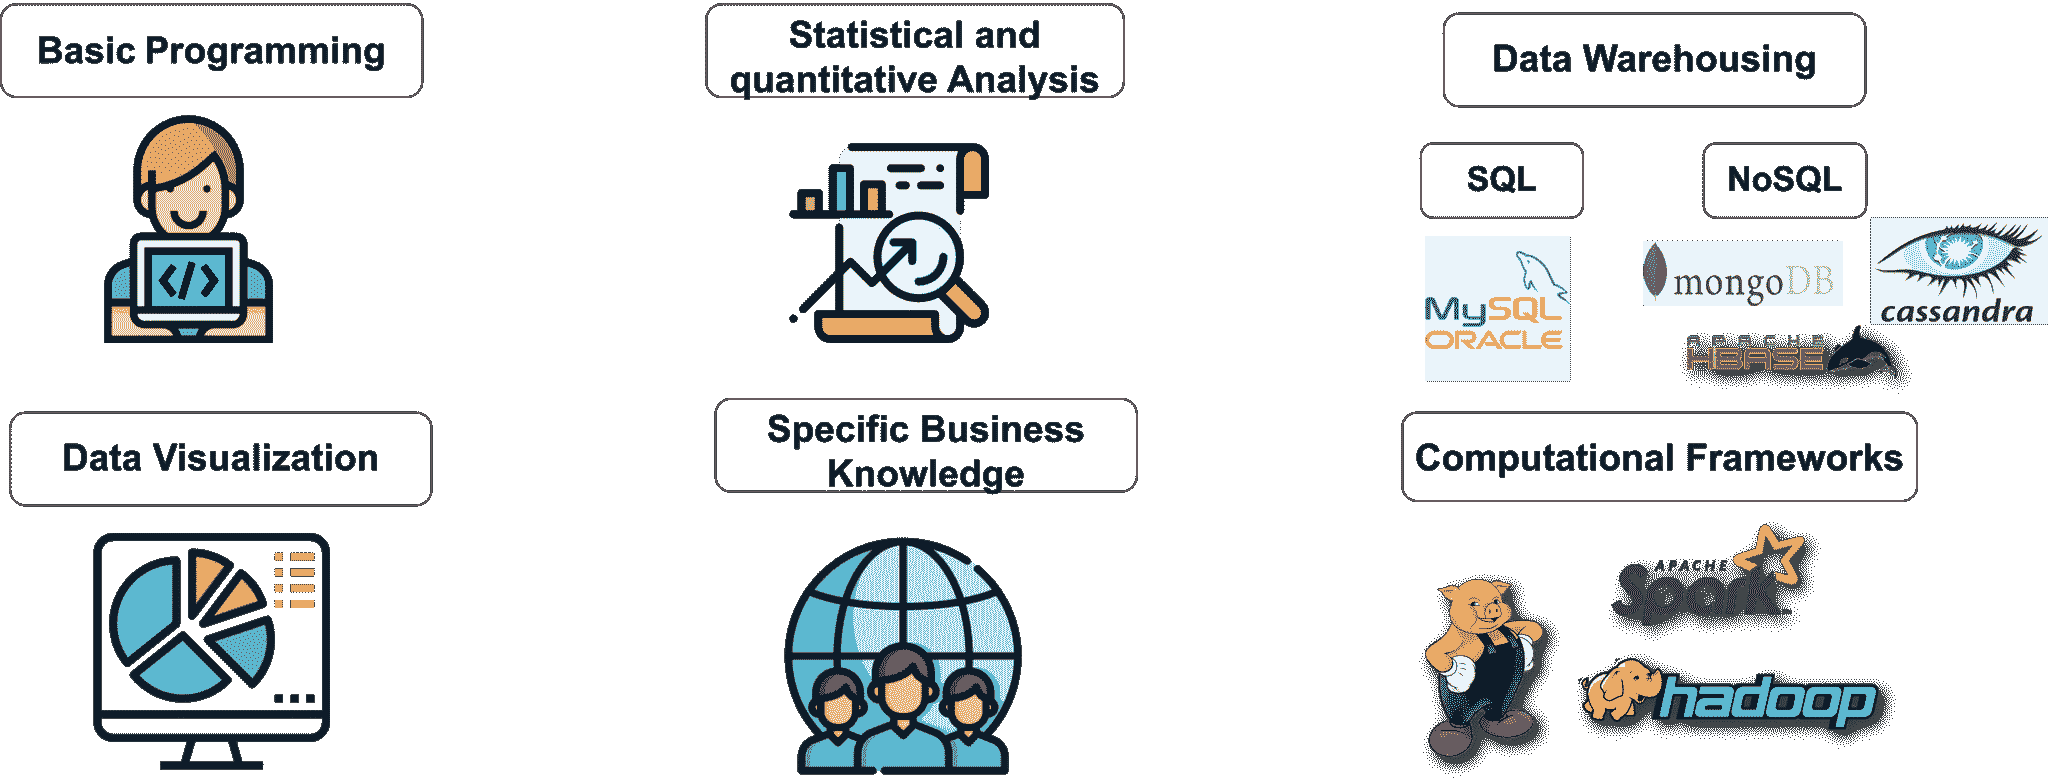 Basic Programming
Statistical and
quantitative Analysis
Data Warehousing
SQL
NoSQL
MySQL
ORACLE
mongoDB
cassandra
APACHE
HBASE
Data Visualization
Specific Business
Knowledge
Computational Frameworks
APACHE
Spark
hadoop